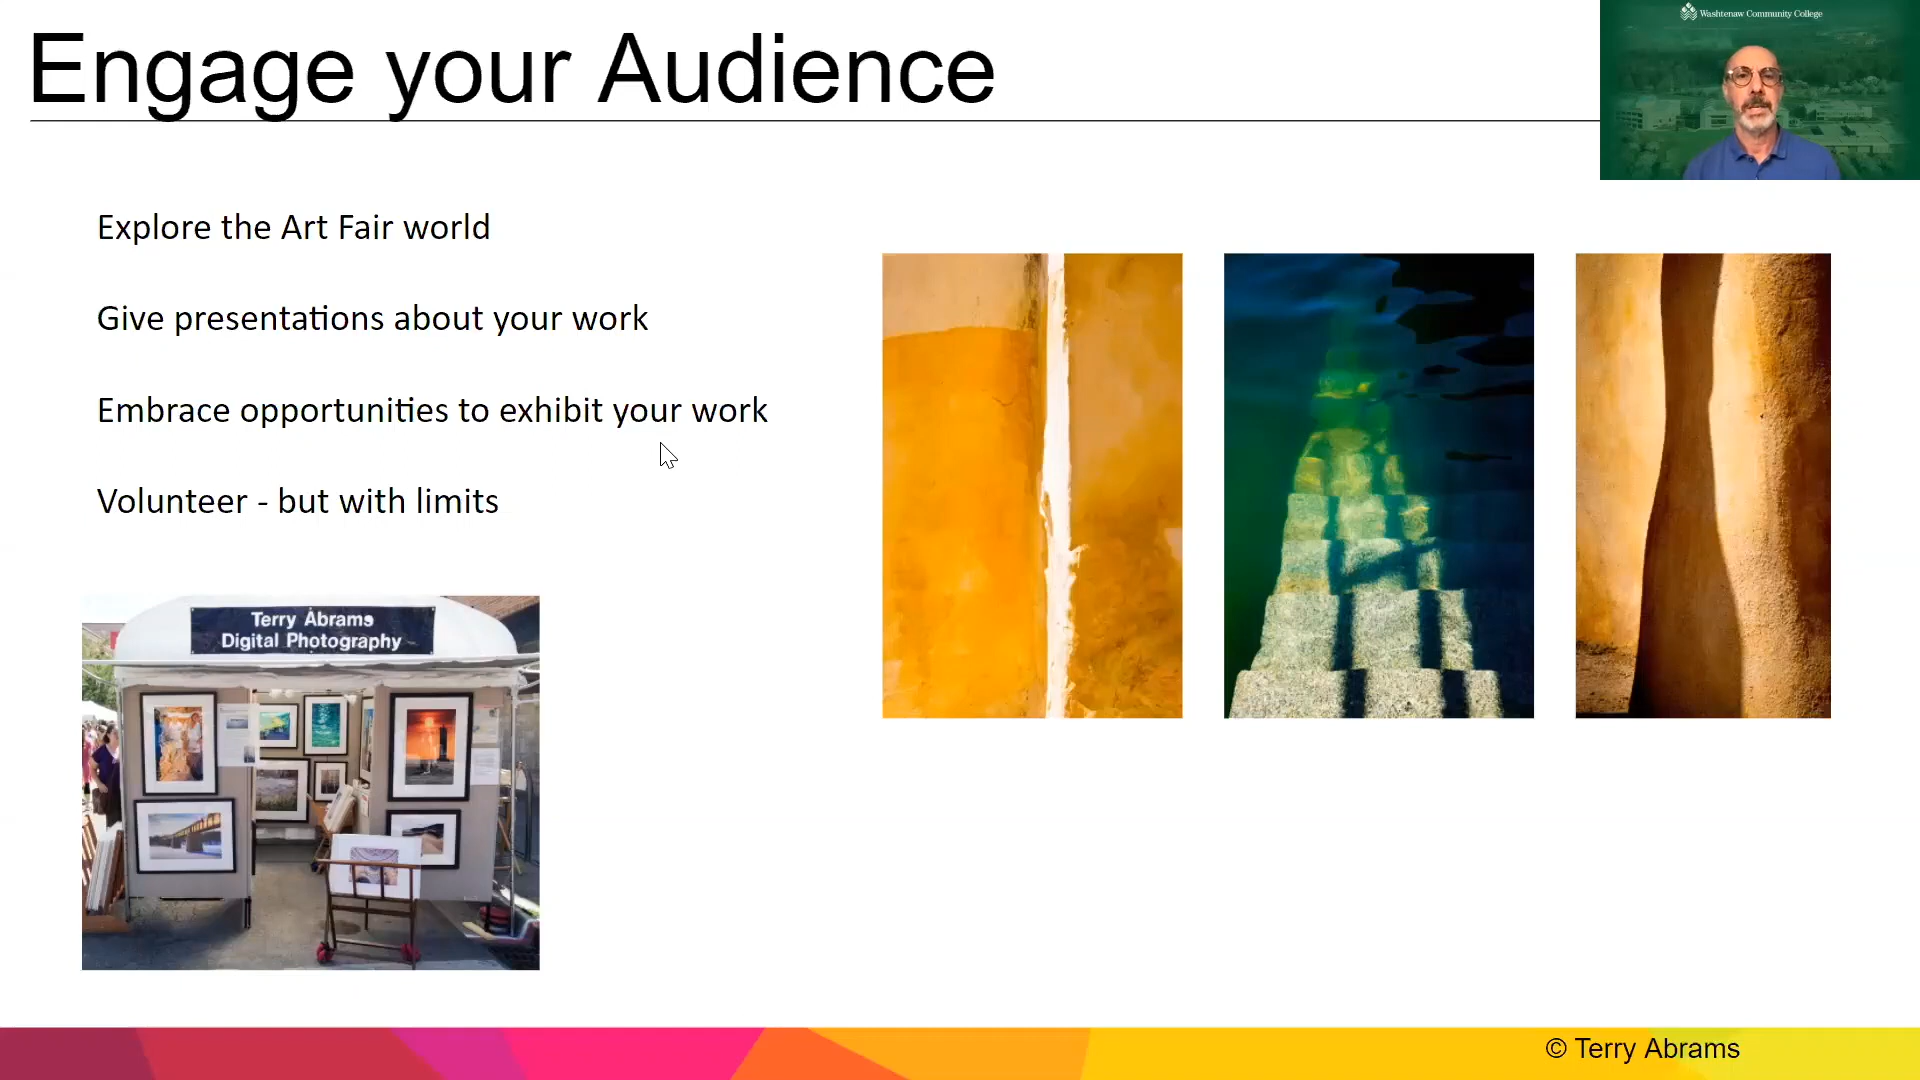 Engage your Audience
Washtenaw Community College
Explore the Art Fair world
Give presentations about your work
Embrace opportunities to exhibit your work
Volunteer - but with limits
Terry Abrams
Digital Photography
© Terry Abrams